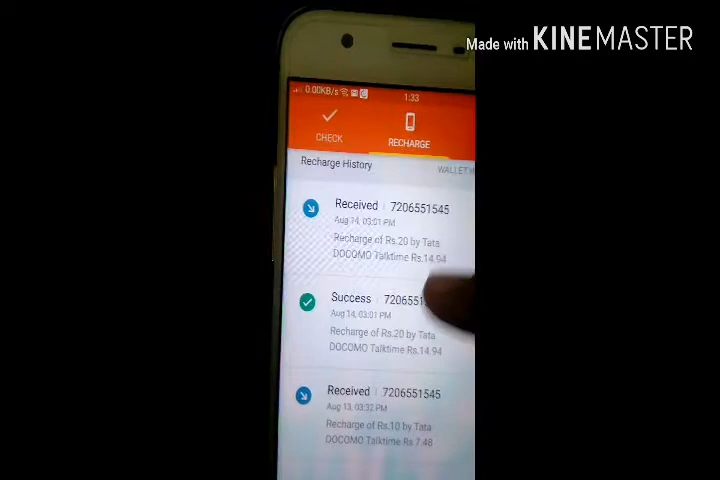 Made with KINEMASTER
0.00KB/s 1:33
CHECK
RECHARGE
Recharge History
Received | 7206551545
Aug 14, 03:01 PM
Recharge of Rs.20 by Tata
DOCOMO Talktime Rs.14.94
Success | 720655
Aug 14, 03:01 PM
Recharge of Rs.20 by Tata
DOCOMO Talktime Rs.14.94
Received | 7206551545
Aug 13, 03:32 PM
Recharge of Rs.10 by Tata
DOCOMO Talktime Rs.7.48